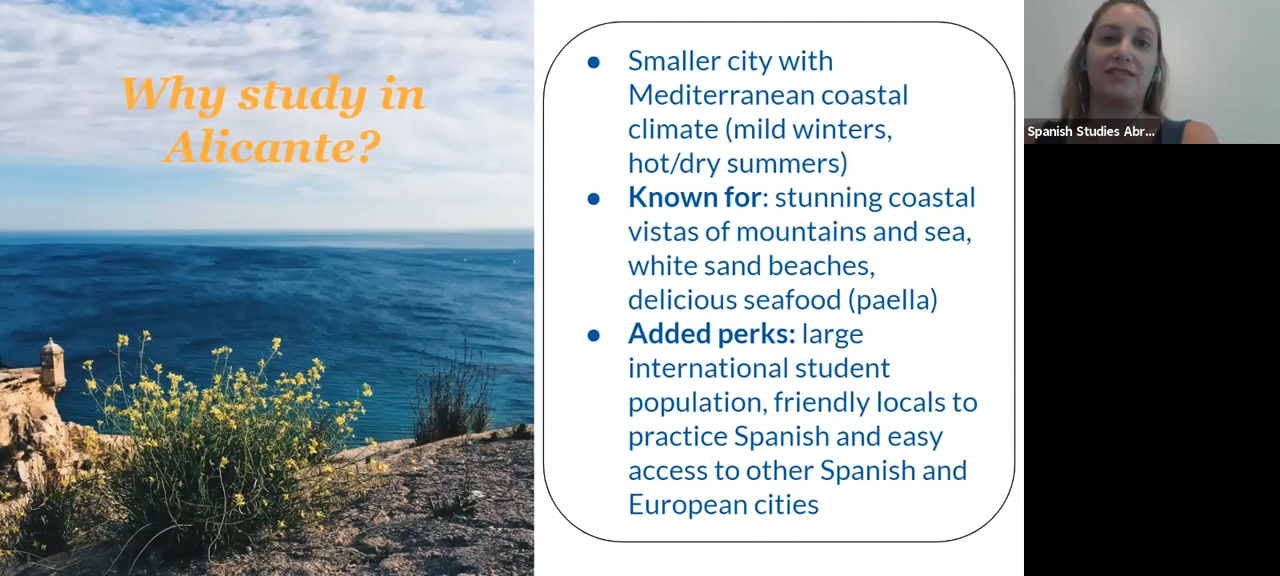 Why study in
Alicante?
● Smaller city with
Mediterranean coastal
climate (mild winters,
hot/dry summers)
● Known for: stunning coastal
vistas of mountains and sea,
white sand beaches,
delicious seafood (paella)
● Added perks: large
international student
population, friendly locals to
practice Spanish and easy
access to other Spanish and
European cities
Spanish Studies Abr...